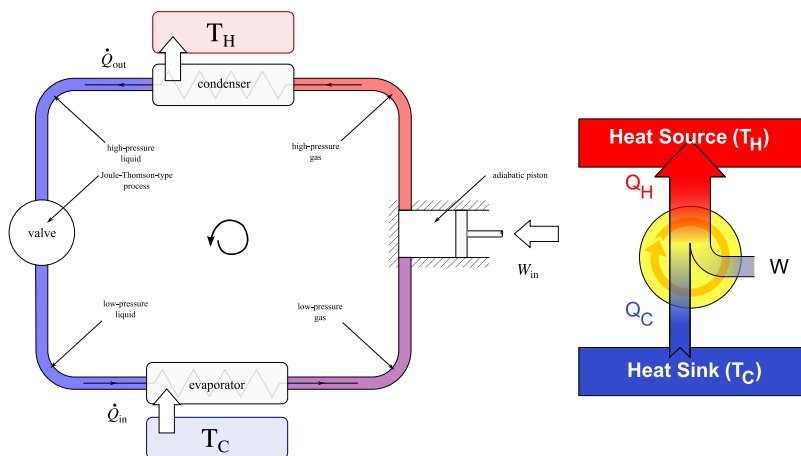 T_H
Q̇_out
condenser
high-pressure
liquid
high-pressure
gas
Joule-Thomson-type
process
adiabatic piston
valve
W_in
low-pressure
liquid
low-pressure
gas
evaporator
Q̇_in
T_C
Heat Source (T_H)
Q_H
W
Q_C
Heat Sink (T_C)